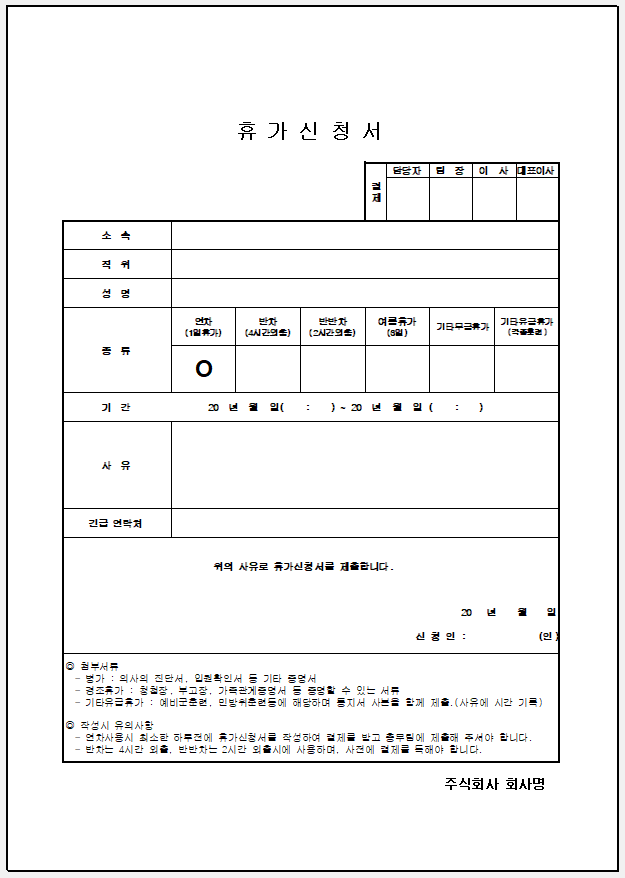 휴 가 신 청 서
결제
담당자 팀 장 이 사 대표이사
소 속
직 위
성 명
종 류
연차 반차 반반차 여름휴가 기타무급휴가 기타유급휴가
(1일휴가) (4시간외출) (2시간외출) (3일) (각종훈련)
O
기 간 20 년 월 일( : ) ~ 20 년 월 일 ( : )
사 유
긴급 연락처
위의 사유로 휴가신청서를 제출합니다.
20 년 월 일
신 청 인 : (인)
◎ 첨부서류
- 병가 : 의사의 진단서, 입원확인서 등 기타 증명서
- 경조휴가 : 청첩장, 부고장, 가족관계증명서 등 증명할 수 있는 서류
- 기타유급휴가 : 예비군훈련, 민방위훈련등에 해당하며 통지서 사본을 함께 제출.(사유에 시간 기록)
◎ 작성시 유의사항
- 연차사용시 최소한 하루전에 휴가신청서를 작성하여 결제를 받고 총무팀에 제출해 주셔야 합니다.
- 반차는 4시간 외출, 반반차는 2시간 외출시에 사용하며, 사전에 결제를 득해야 합니다.
주식회사 회사명